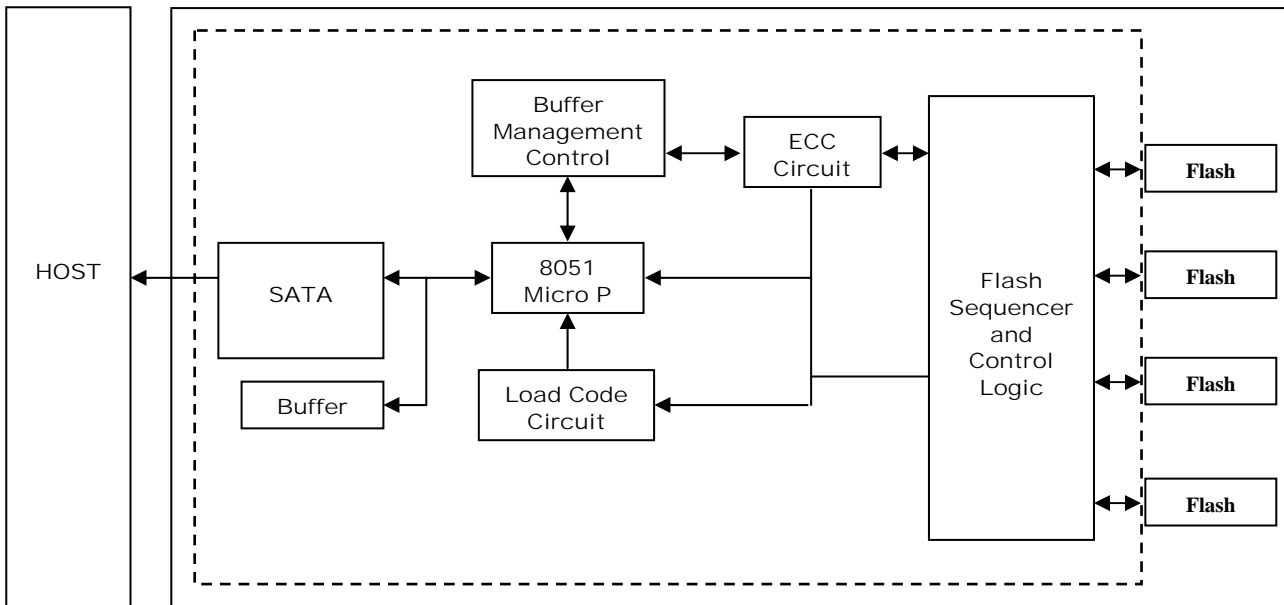 HOST
SATA
Buffer
Buffer
Management
Control
8051
Micro P
Load Code
Circuit
ECC
Circuit
Flash
Sequencer
and
Control
Logic
Flash
Flash
Flash
Flash